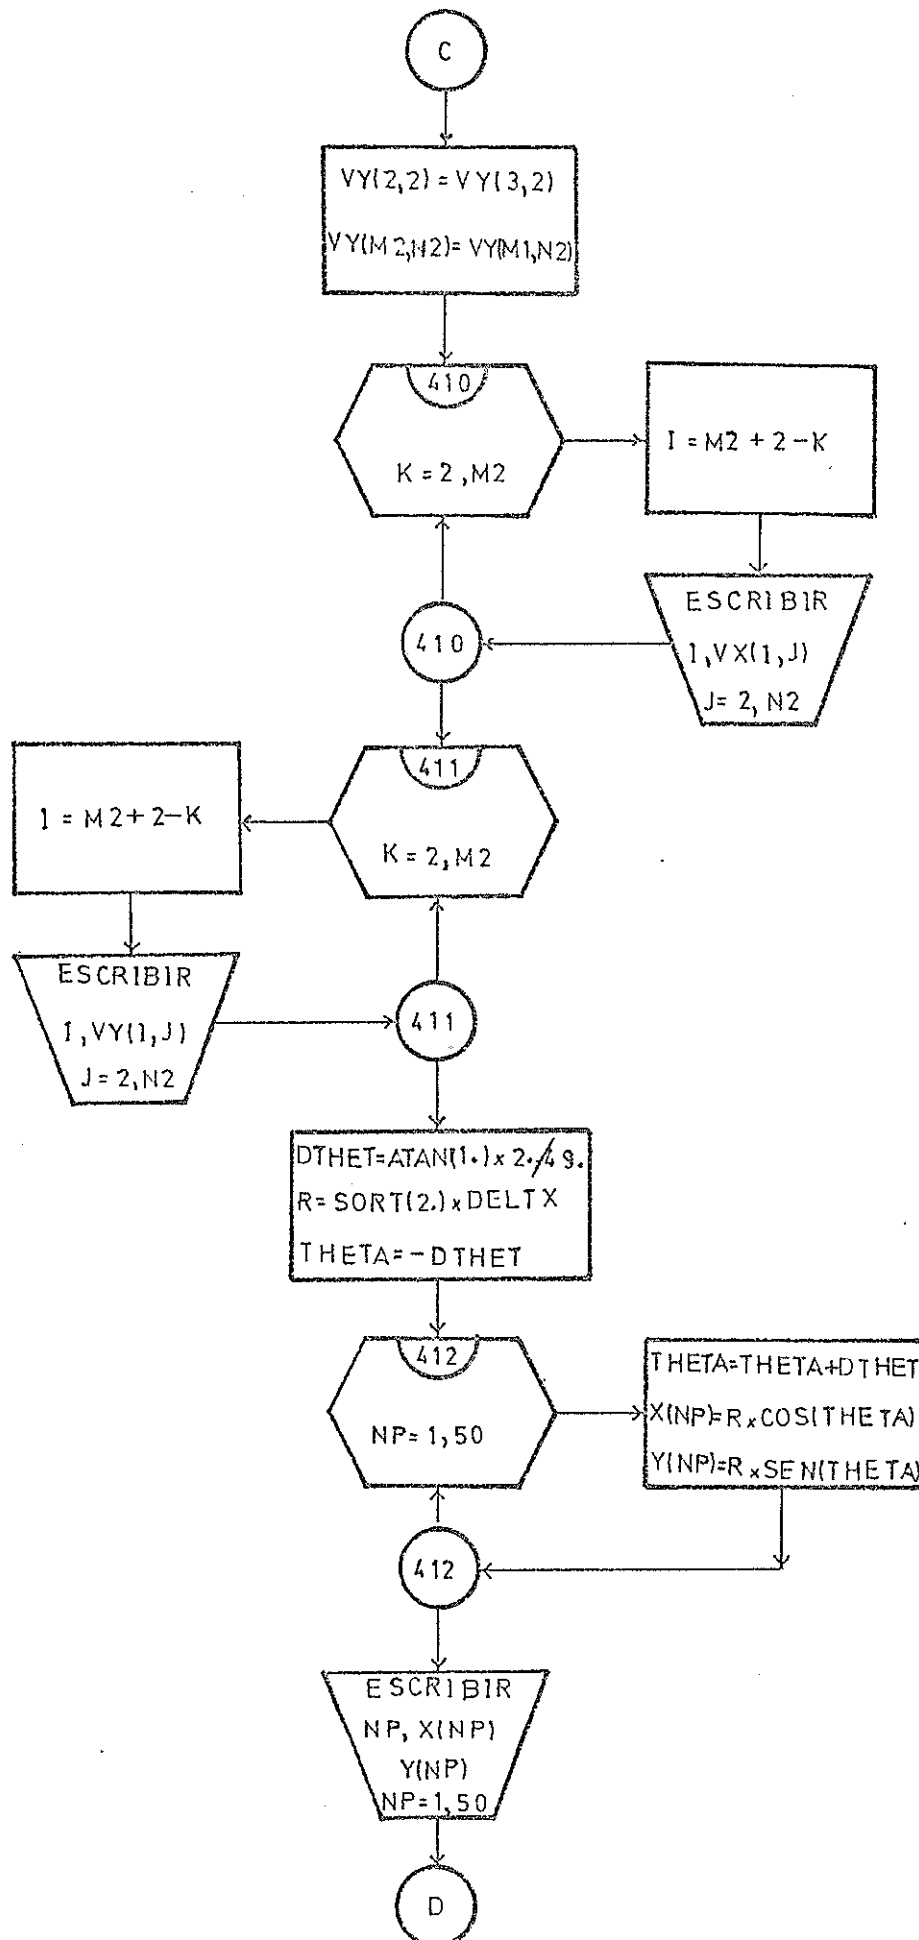 C
VY(2,2) = VY(3,2)
VY(M2,N2) = VY(M1,N2)
410
K = 2, M2
I = M2 + 2 - K
ESCRIBIR
I, VX(1,J)
J = 2, N2
410
411
K = 2, M2
I = M2 + 2 - K
ESCRIBIR
I, VY(1,J)
J = 2, N2
411
DTHET=ATAN(1.) x 2./49.
R = SORT(2.) x DELTX
THETA = - DTHET
412
NP = 1, 50
THETA=THETA+DTHET
X(NP)=R x COS(THETA)
Y(NP)=R x SEN(THETA)
412
ESCRIBIR
NP, X(NP)
Y(NP)
NP=1,50
D